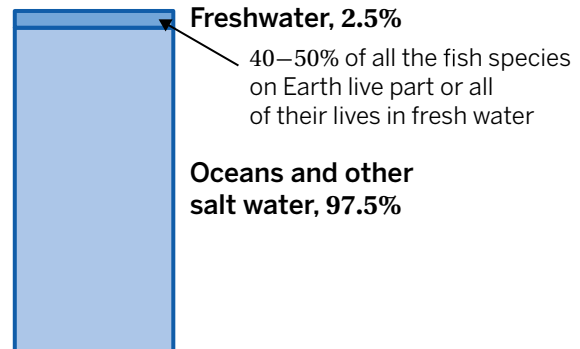 Freshwater, 2.5%
40–50% of all the fish species
on Earth live part or all
of their lives in fresh water
Oceans and other
salt water, 97.5%